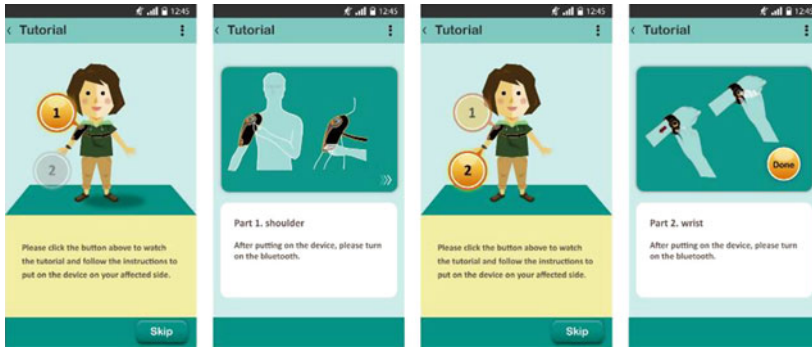 12:45
‹ Tutorial
1
2
Please click the button above to watch
the tutorial and follow the instructions to
put on the device on your affected side.
Skip
12:45
‹ Tutorial
Part 1. shoulder
After putting on the device, please turn
on the bluetooth.
12:45
‹ Tutorial
1
2
Please click the button above to watch
the tutorial and follow the instructions to
put on the device on your affected side.
Skip
12:45
‹ Tutorial
Done
Part 2. wrist
After putting on the device, please turn
on the bluetooth.